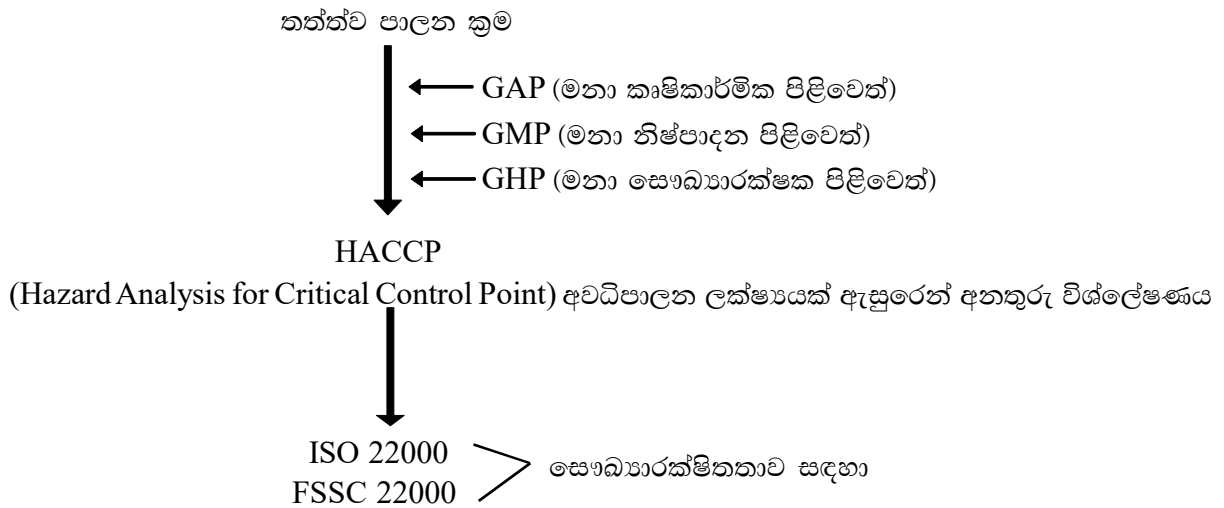 තත්ත්ව පාලන ක්‍රම
GAP (මනා කෘෂිකාර්මික පිළිවෙත්)
GMP (මනා නිෂ්පාදන පිළිවෙත්)
GHP (මනා සෞඛ්‍යාරක්ෂක පිළිවෙත්)
HACCP
(Hazard Analysis for Critical Control Point) අවධිපාලන ලක්ෂ්‍යයක් ඇසුරෙන් අනතුරු විශ්ලේෂණය
ISO 22000
සෞඛ්‍යාරක්ෂිතතාව සඳහා
FSSC 22000